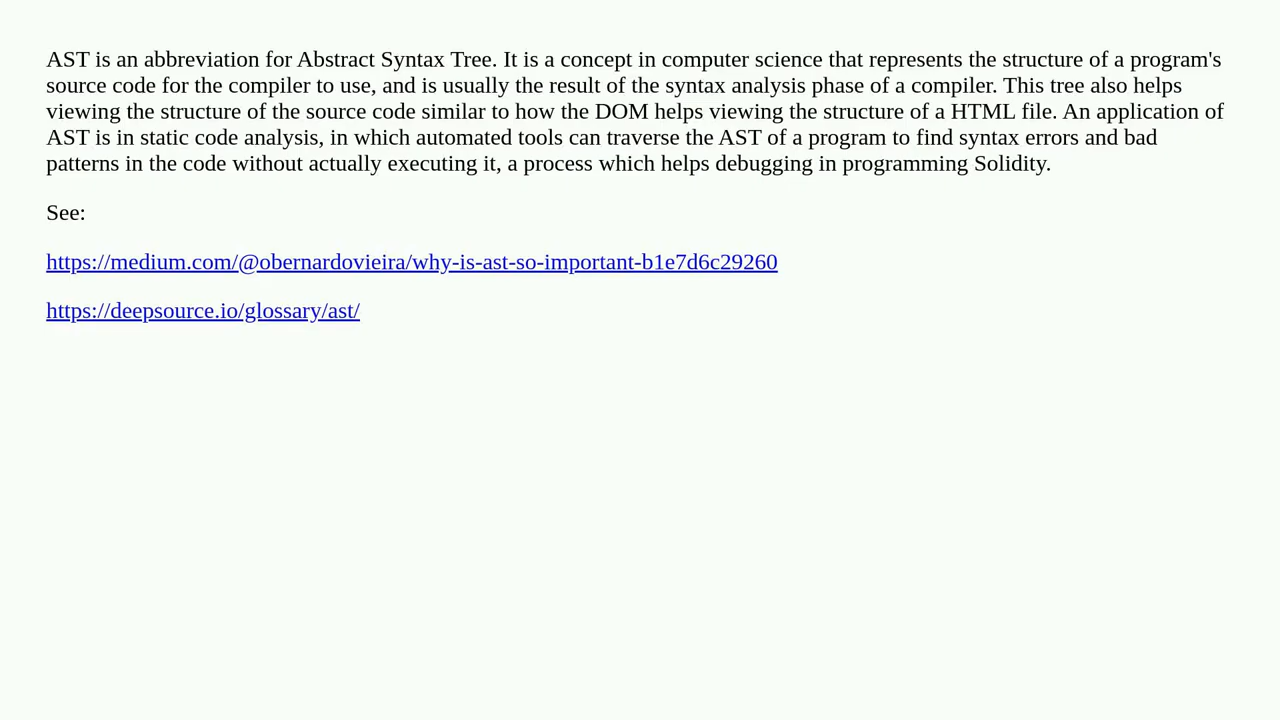 AST is an abbreviation for Abstract Syntax Tree. It is a concept in computer science that represents the structure of a program's
source code for the compiler to use, and is usually the result of the syntax analysis phase of a compiler. This tree also helps
viewing the structure of the source code similar to how the DOM helps viewing the structure of a HTML file. An application of
AST is in static code analysis, in which automated tools can traverse the AST of a program to find syntax errors and bad
patterns in the code without actually executing it, a process which helps debugging in programming Solidity.
See:
https://medium.com/@obernardovieira/why-is-ast-so-important-b1e7d6c29260
https://deepsource.io/glossary/ast/